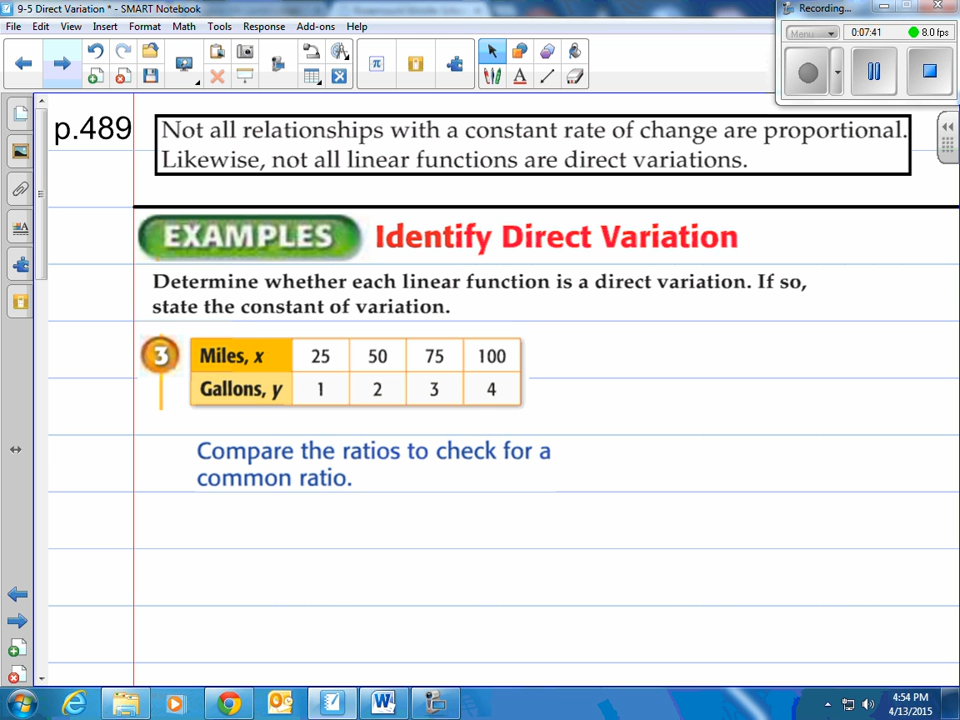 9-5 Direct Variation * - SMART Notebook
Recording...
File Edit View Insert Format Math Tools Response Add-ons Help
Menu 00:07:41 8.0 fps
p.489
Not all relationships with a constant rate of change are proportional.
Likewise, not all linear functions are direct variations.
EXAMPLES Identify Direct Variation
Determine whether each linear function is a direct variation. If so,
state the constant of variation.
3 Miles, x 25 50 75 100
Gallons, y 1 2 3 4
Compare the ratios to check for a
common ratio.
4:54 PM
4/13/2015